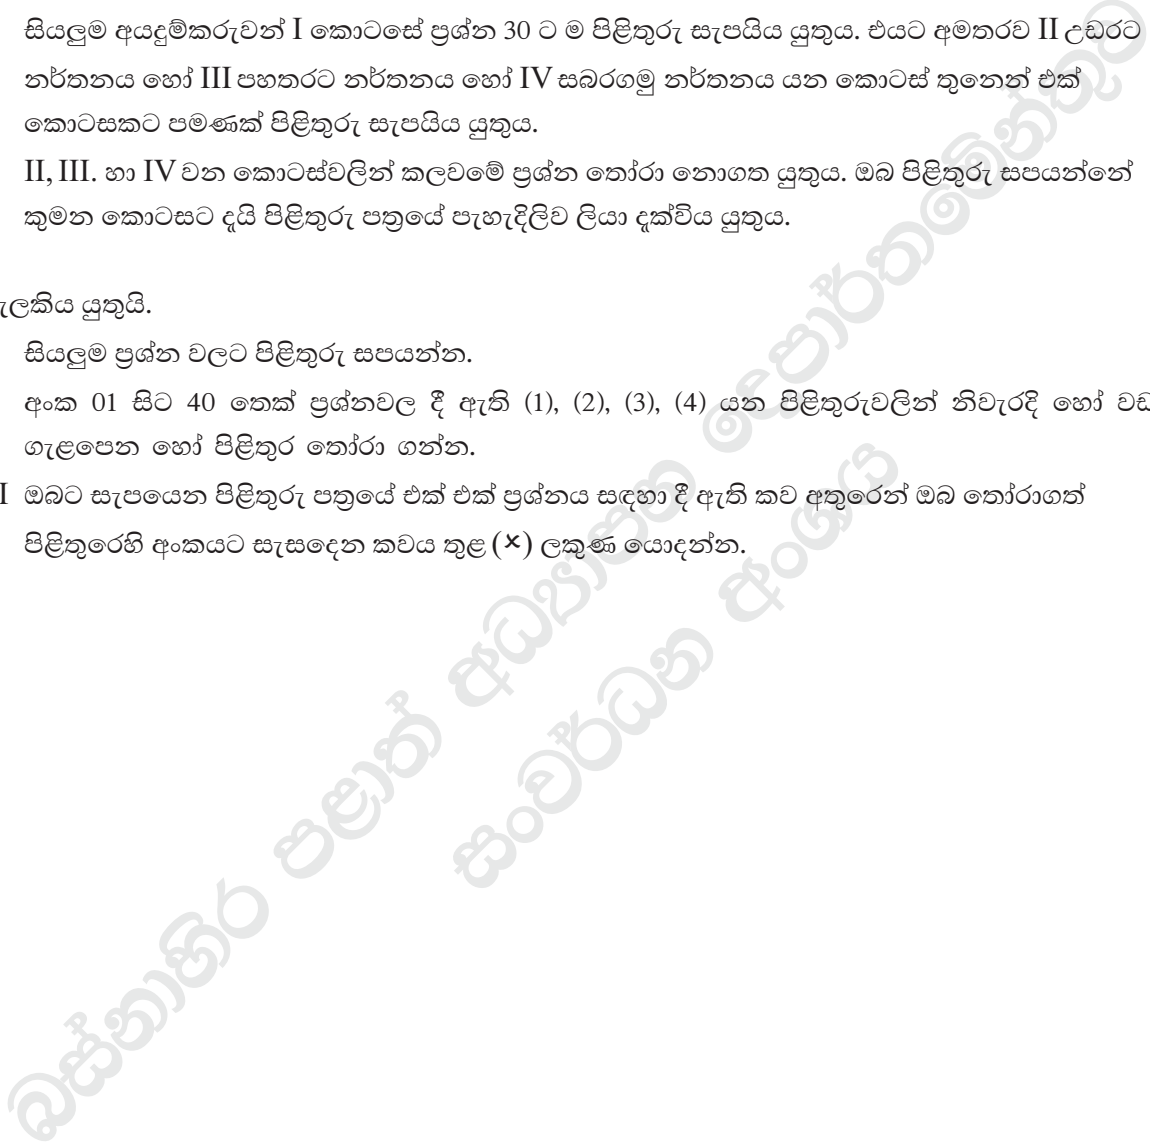 සියලුම අයදුම්කරුවන් I කොටසේ ප්‍රශ්න 30 ට ම පිළිතුරු සැපයිය යුතුය. එයට අමතරව II උඩරට
නර්තනය හෝ III පහතරට නර්තනය හෝ IV සබරගමු නර්තනය යන කොටස් තුනෙන් එක්
කොටසකට පමණක් පිළිතුරු සැපයිය යුතුය.
II, III. හා IV වන කොටස්වලින් කලවමේ ප්‍රශ්න තෝරා නොගත යුතුය. ඔබ පිළිතුරු සපයන්නේ
කුමන කොටසට දැයි පිළිතුරු පත්‍රයේ පැහැදිලිව ලියා දැක්විය යුතුය.
ැලකිය යුතුයි.
සියලුම ප්‍රශ්න වලට පිළිතුරු සපයන්න.
අංක 01 සිට 40 තෙක් ප්‍රශ්නවල දී ඇති (1), (2), (3), (4) යන පිළිතුරුවලින් නිවැරදි හෝ වඩ
ගැළපෙන හෝ පිළිතුර තෝරා ගන්න.
I ඔබට සැපයෙන පිළිතුරු පත්‍රයේ එක් එක් ප්‍රශ්නය සඳහා දී ඇති කව අතුරෙන් ඔබ තෝරාගත්
පිළිතුරෙහි අංකයට සැසදෙන කවය තුළ (×) ලකුණ යොදන්න.
බස්නාහිර පළාත් අධ්‍යාපන දෙපාර්තමේන්තුව
සංවර්ධන අංශය